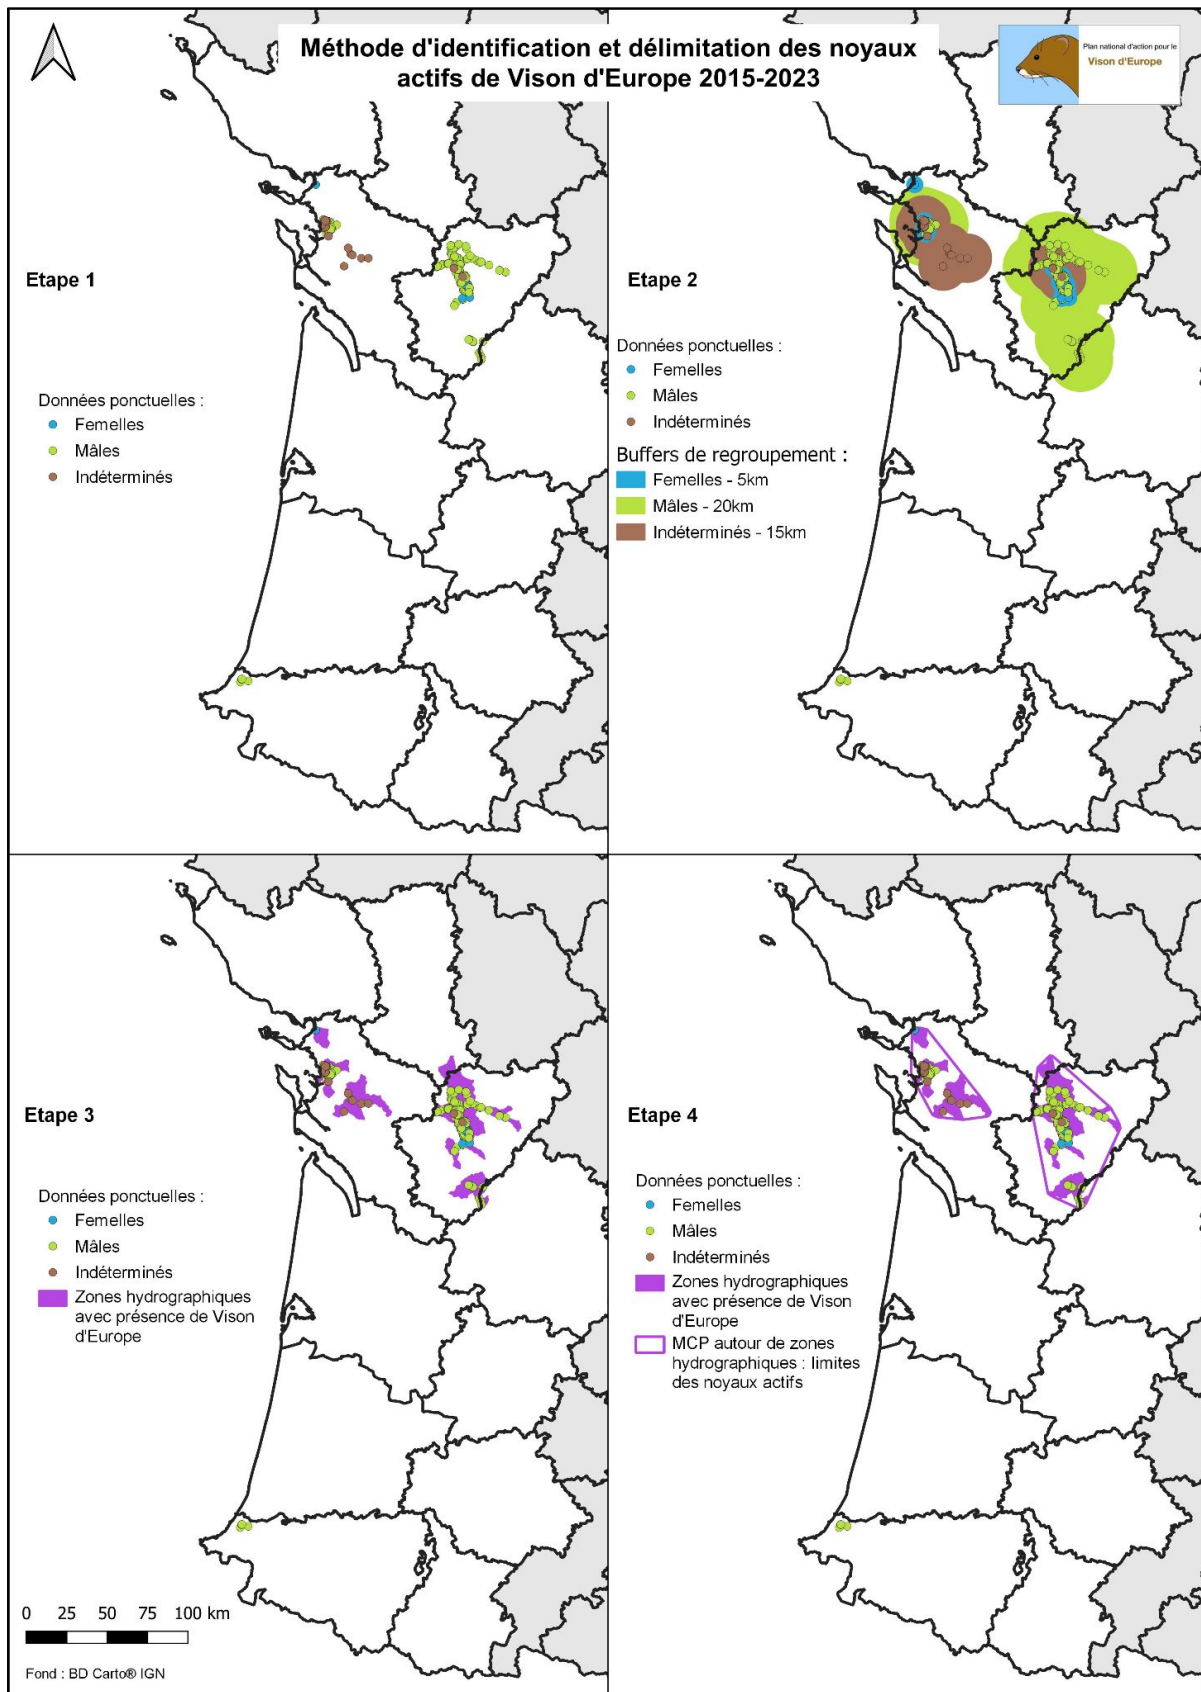 Méthode d'identification et délimitation des noyaux
actifs de Vison d'Europe 2015-2023
Plan national d'action pour le
Vison d'Europe
Etape 1
Données ponctuelles :
Femelles
Mâles
Indéterminés
Etape 2
Données ponctuelles :
Femelles
Mâles
Indéterminés
Buffers de regroupement :
Femelles - 5km
Mâles - 20km
Indéterminés - 15km
Etape 3
Données ponctuelles :
Femelles
Mâles
Indéterminés
Zones hydrographiques
avec présence de Vison
d'Europe
0 25 50 75 100 km
Fond : BD Carto® IGN
Etape 4
Données ponctuelles :
Femelles
Mâles
Indéterminés
Zones hydrographiques
avec présence de Vison
d'Europe
MCP autour de zones
hydrographiques : limites
des noyaux actifs